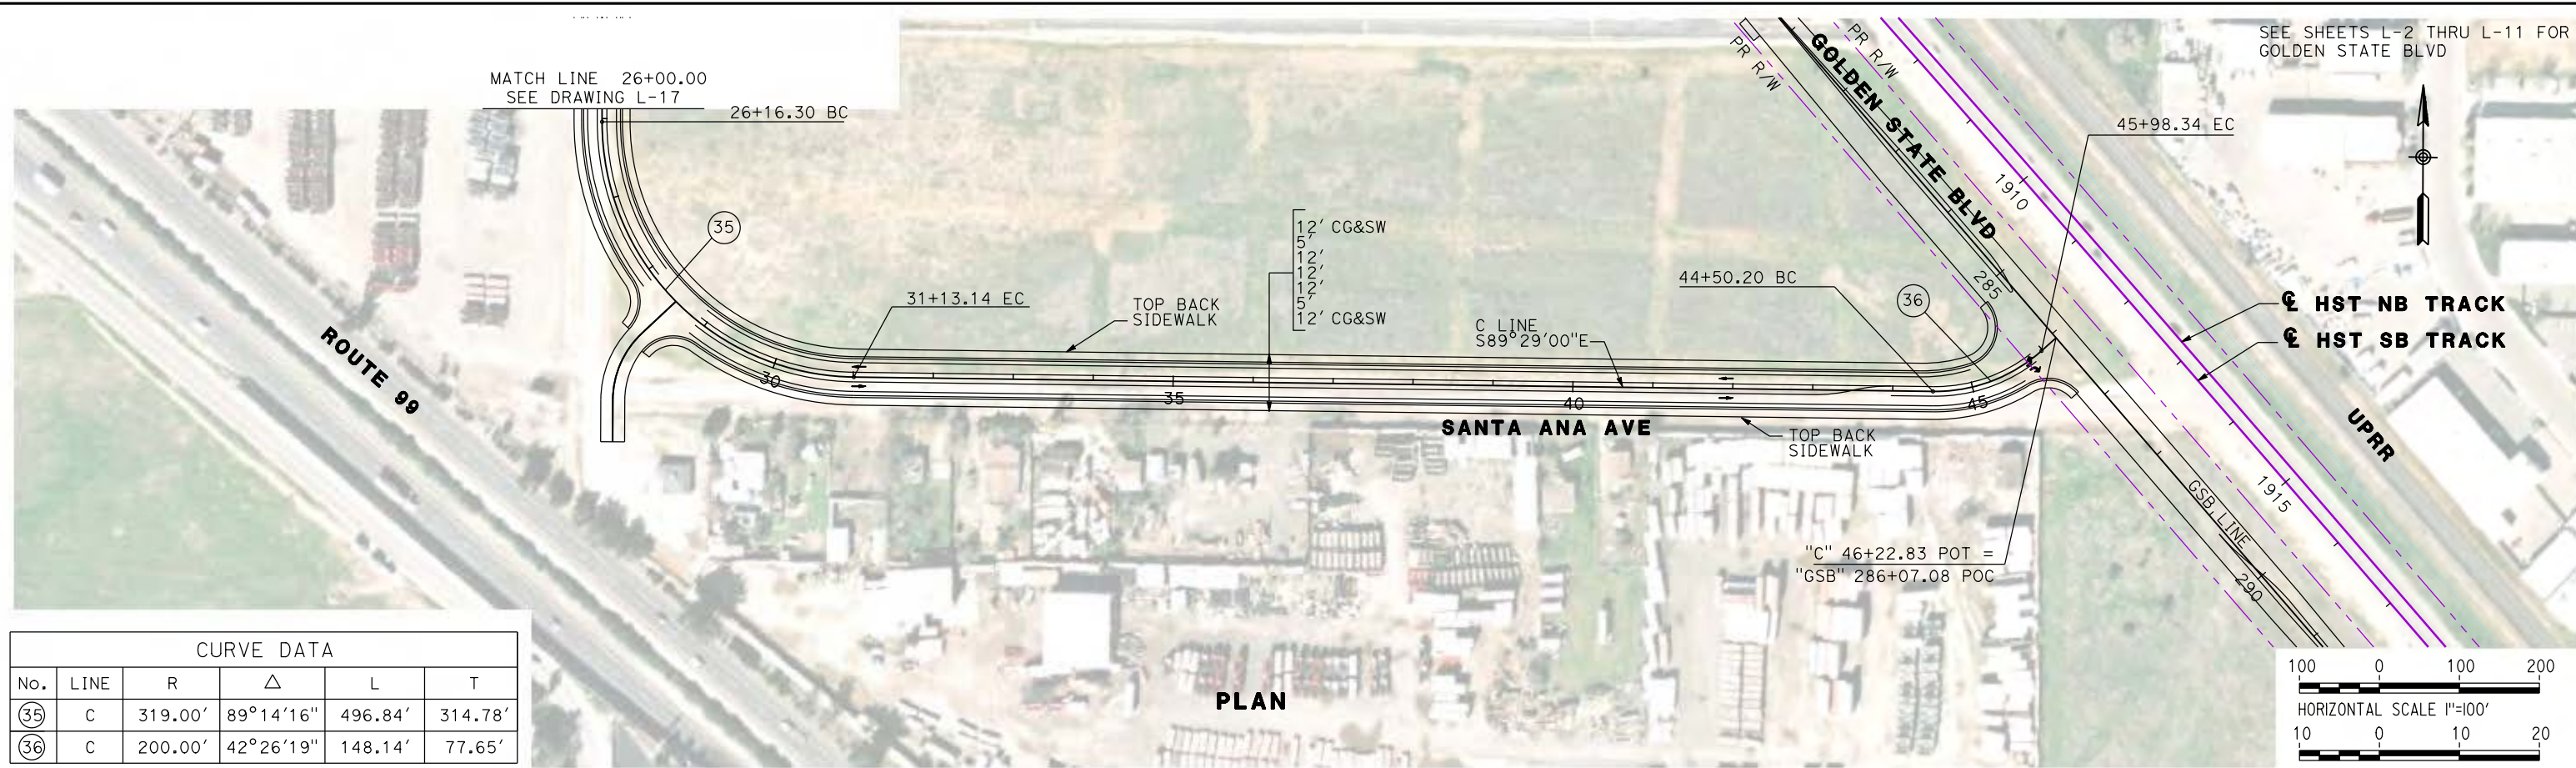 MATCH LINE 26+00.00
SEE DRAWING L-17
26+16.30 BC
35
31+13.14 EC
TOP BACK
SIDEWALK
12' CG&SW
5'
12'
12'
12'
5'
12' CG&SW
C LINE
S89°29'00"E
44+50.20 BC
36
PR R/W
PR R/W
GOLDEN STATE BLVD
SEE SHEETS L-2 THRU L-11 FOR
GOLDEN STATE BLVD
45+98.34 EC
1910
285
℄ HST NB TRACK
℄ HST SB TRACK
ROUTE 99
30
35
40
45
SANTA ANA AVE
TOP BACK
SIDEWALK
UPRR
1915
GSB LINE
290
"C" 46+22.83 POT =
"GSB" 286+07.08 POC
PLAN
CURVE DATA
No. LINE R △ L T
35 C 319.00' 89°14'16" 496.84' 314.78'
36 C 200.00' 42°26'19" 148.14' 77.65'
100 0 100 200
HORIZONTAL SCALE 1"=100'
10 0 10 20